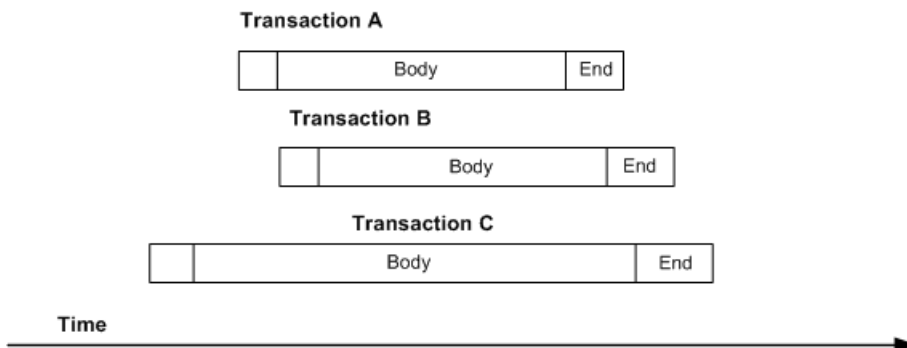 Transaction A
Body End
Transaction B
Body End
Transaction C
Body End
Time